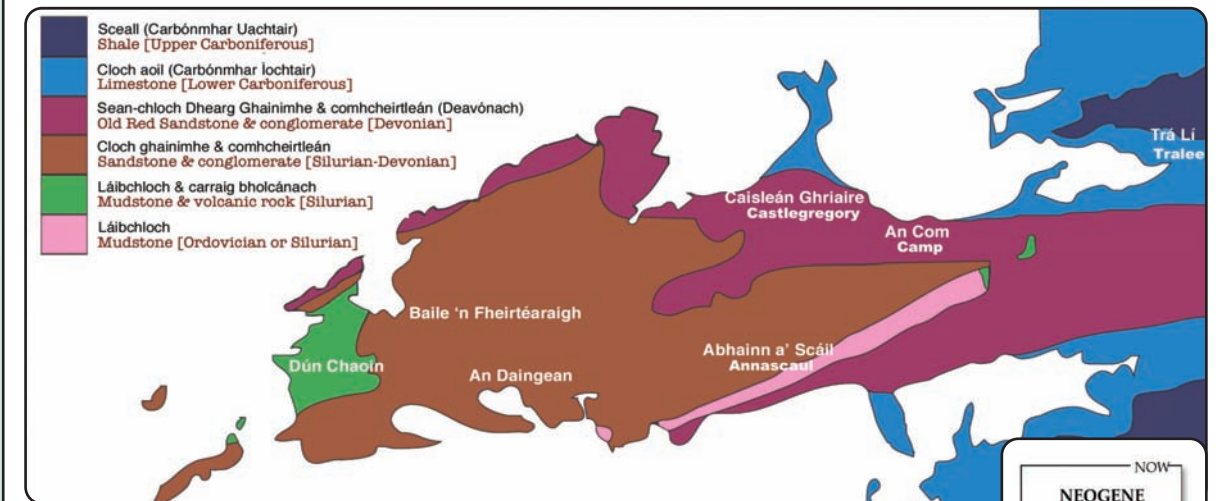 Sceall (Carbónmhar Uachtair)
Shale [Upper Carboniferous]
Cloch aoil (Carbónmhar Íochtair)
Limestone [Lower Carboniferous]
Sean-chloch Dhearg Ghainimhe & comhcheirtleán (Deavónach)
Old Red Sandstone & conglomerate [Devonian]
Cloch ghainimhe & comhcheirtleán
Sandstone & conglomerate [Silurian-Devonian]
Láibchloch & carraig bholcánach
Mudstone & volcanic rock [Silurian]
Láibchloch
Mudstone [Ordovician or Silurian]
Trá Lí
Tralee
Caisleán Ghriaire
Castlegregory
An Com
Camp
Baile ‘n Fheirtéaraigh
Abhainn a’ Scáil
Annascaul
Dún Chaoin
An Daingean
NOW
NEOGENE